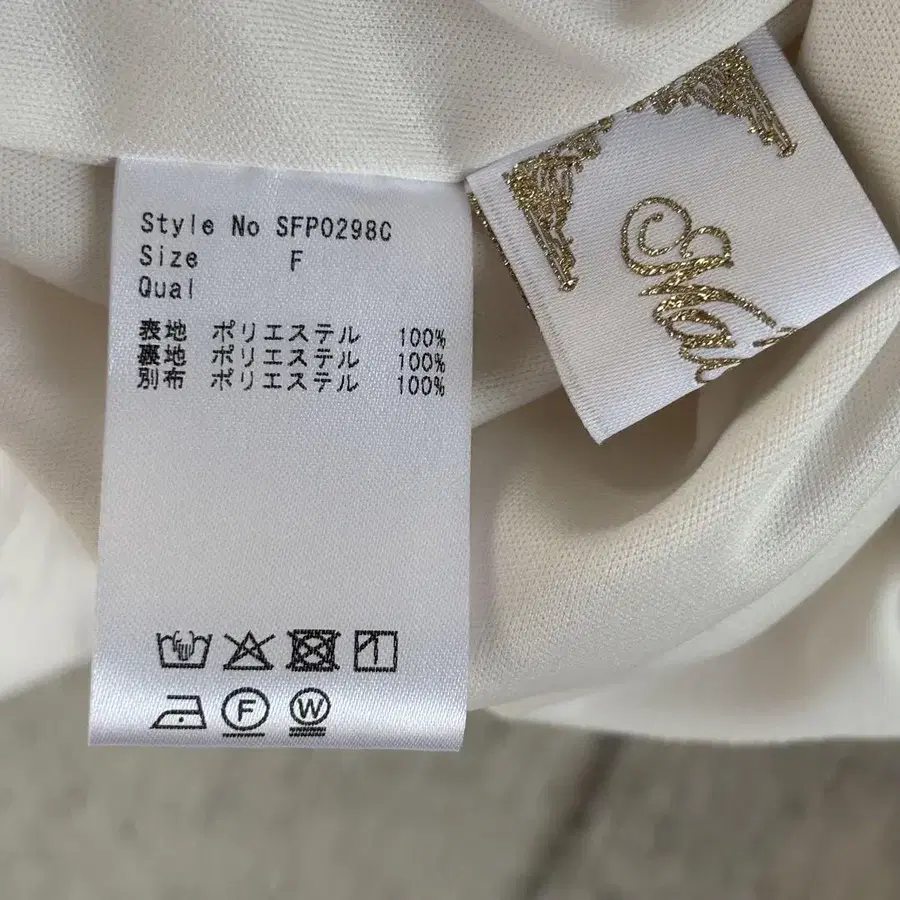 Style No SFP0298C
Size F
Qual
表地 ポリエステル 100%
裏地 ポリエステル 100%
別布 ポリエステル 100%
F
W